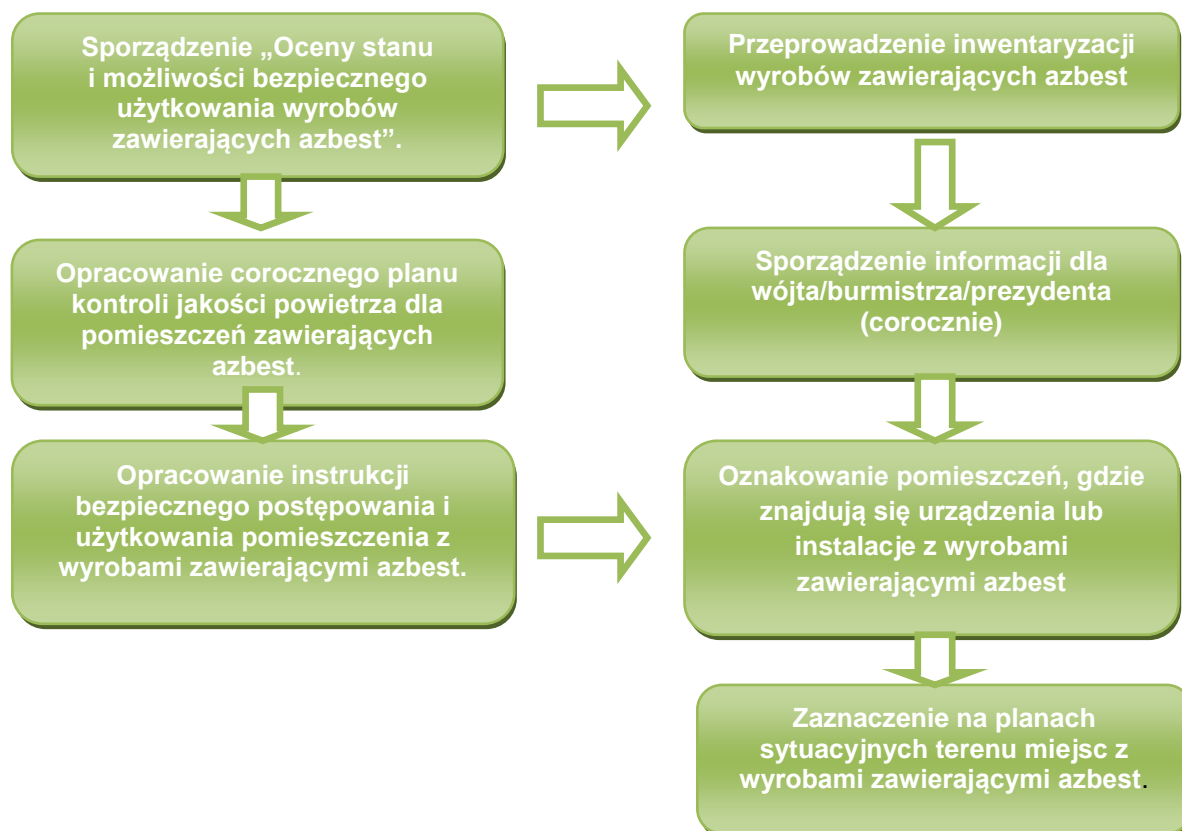 Sporządzenie „Oceny stanu
i możliwości bezpiecznego
użytkowania wyrobów
zawierających azbest”.
Przeprowadzenie inwentaryzacji
wyrobów zawierających azbest
Opracowanie corocznego planu
kontroli jakości powietrza dla
pomieszczeń zawierających
azbest.
Sporządzenie informacji dla
wójta/burmistrza/prezydenta
(corocznie)
Opracowanie instrukcji
bezpiecznego postępowania i
użytkowania pomieszczenia z
wyrobami zawierającymi azbest.
Oznakowanie pomieszczeń, gdzie
znajdują się urządzenia lub
instalacje z wyrobami
zawierającymi azbest
Zaznaczenie na planach
sytuacyjnych terenu miejsc z
wyrobami zawierającymi azbest.